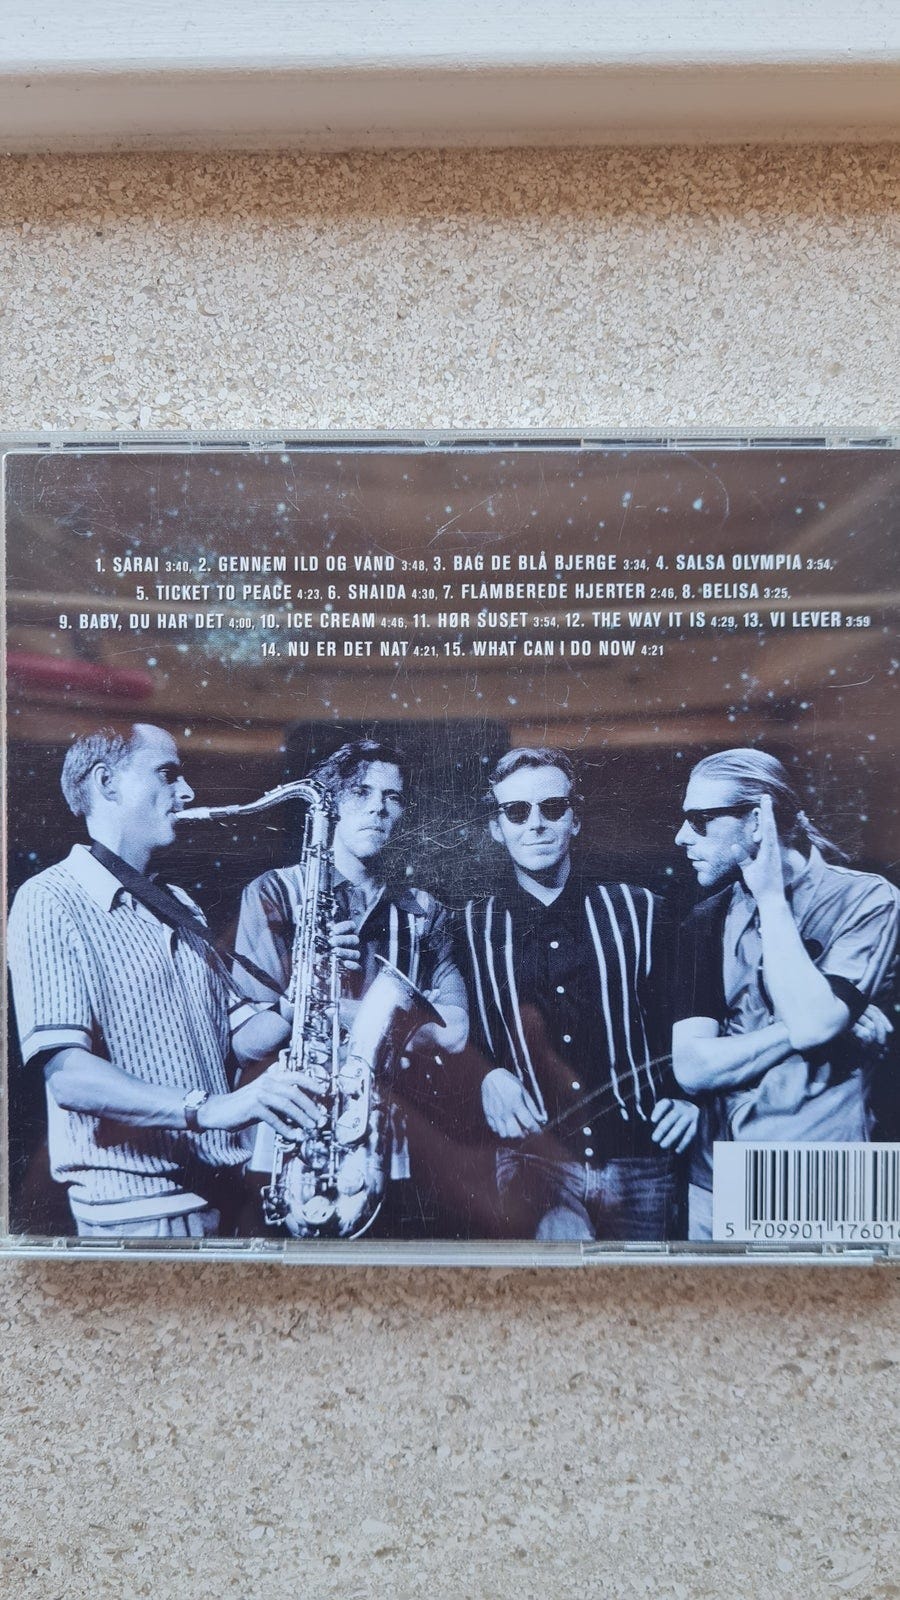 1. SARAI 3:40, 2. GENNEM ILD OG VAND 3:48, 3. BAG DE BLÅ BJERGE 3:34, 4. SALSA OLYMPIA 3:54,
5. TICKET TO PEACE 4:23, 6. SHAIDA 4:30, 7. FLAMBEREDE HJERTER 2:46, 8. BELISA 3:25,
9. BABY, DU HAR DET 4:00, 10. ICE CREAM 4:46, 11. HØR SUSET 3:54, 12. THE WAY IT IS 4:29, 13. VI LEVER 3:59
14. NU ER DET NAT 4:21, 15. WHAT CAN I DO NOW 4:21
5 709901 17601